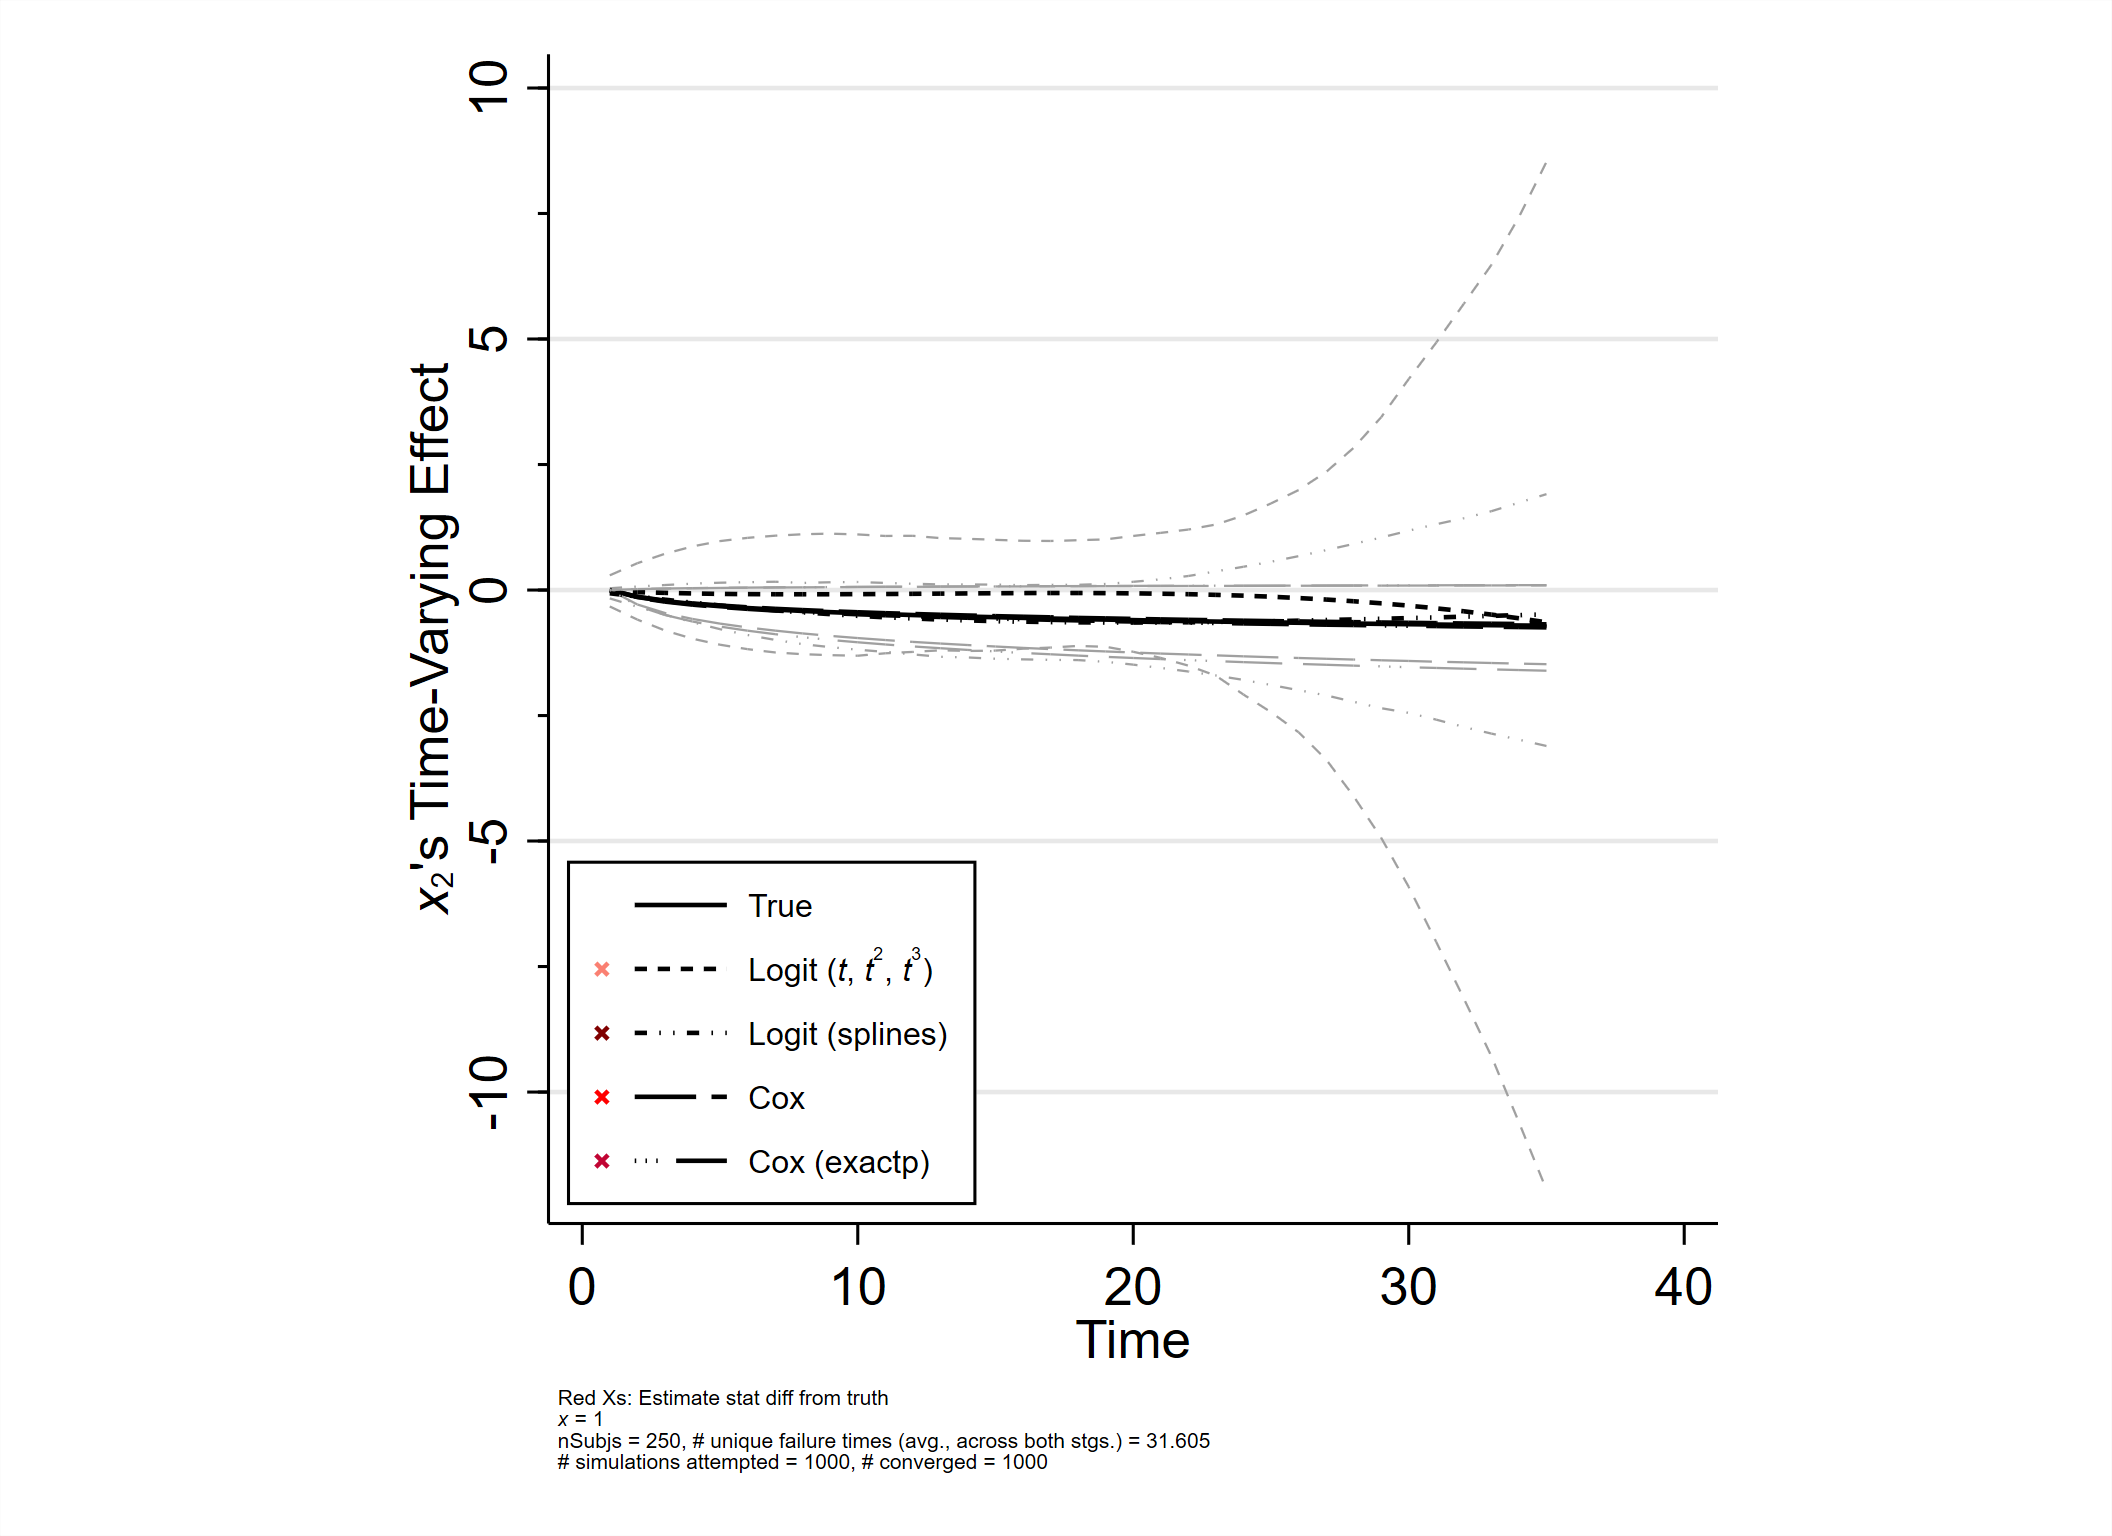 10
5
0
-5
-10
x₂'s Time-Varying Effect
True
Logit (t, t², t³)
Logit (splines)
Cox
Cox (exactp)
0 10 20 30 40
Time
Red Xs: Estimate stat diff from truth
x = 1
nSubjs = 250, # unique failure times (avg., across both stgs.) = 31.605
# simulations attempted = 1000, # converged = 1000